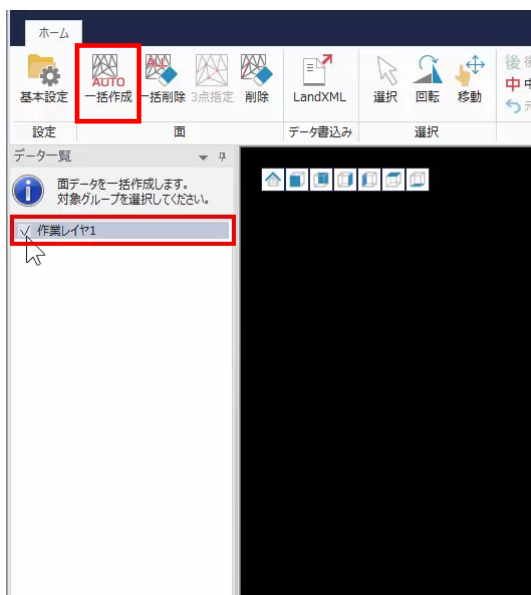 ホーム
基本設定
AUTO
一括作成
ALL
一括削除
3点指定
削除
LandXML
選択
回転
移動
後
中
設定
面
データ書込み
選択
データ一覧
面データを一括作成します。
対象グループを選択してください。
作業レイヤ1